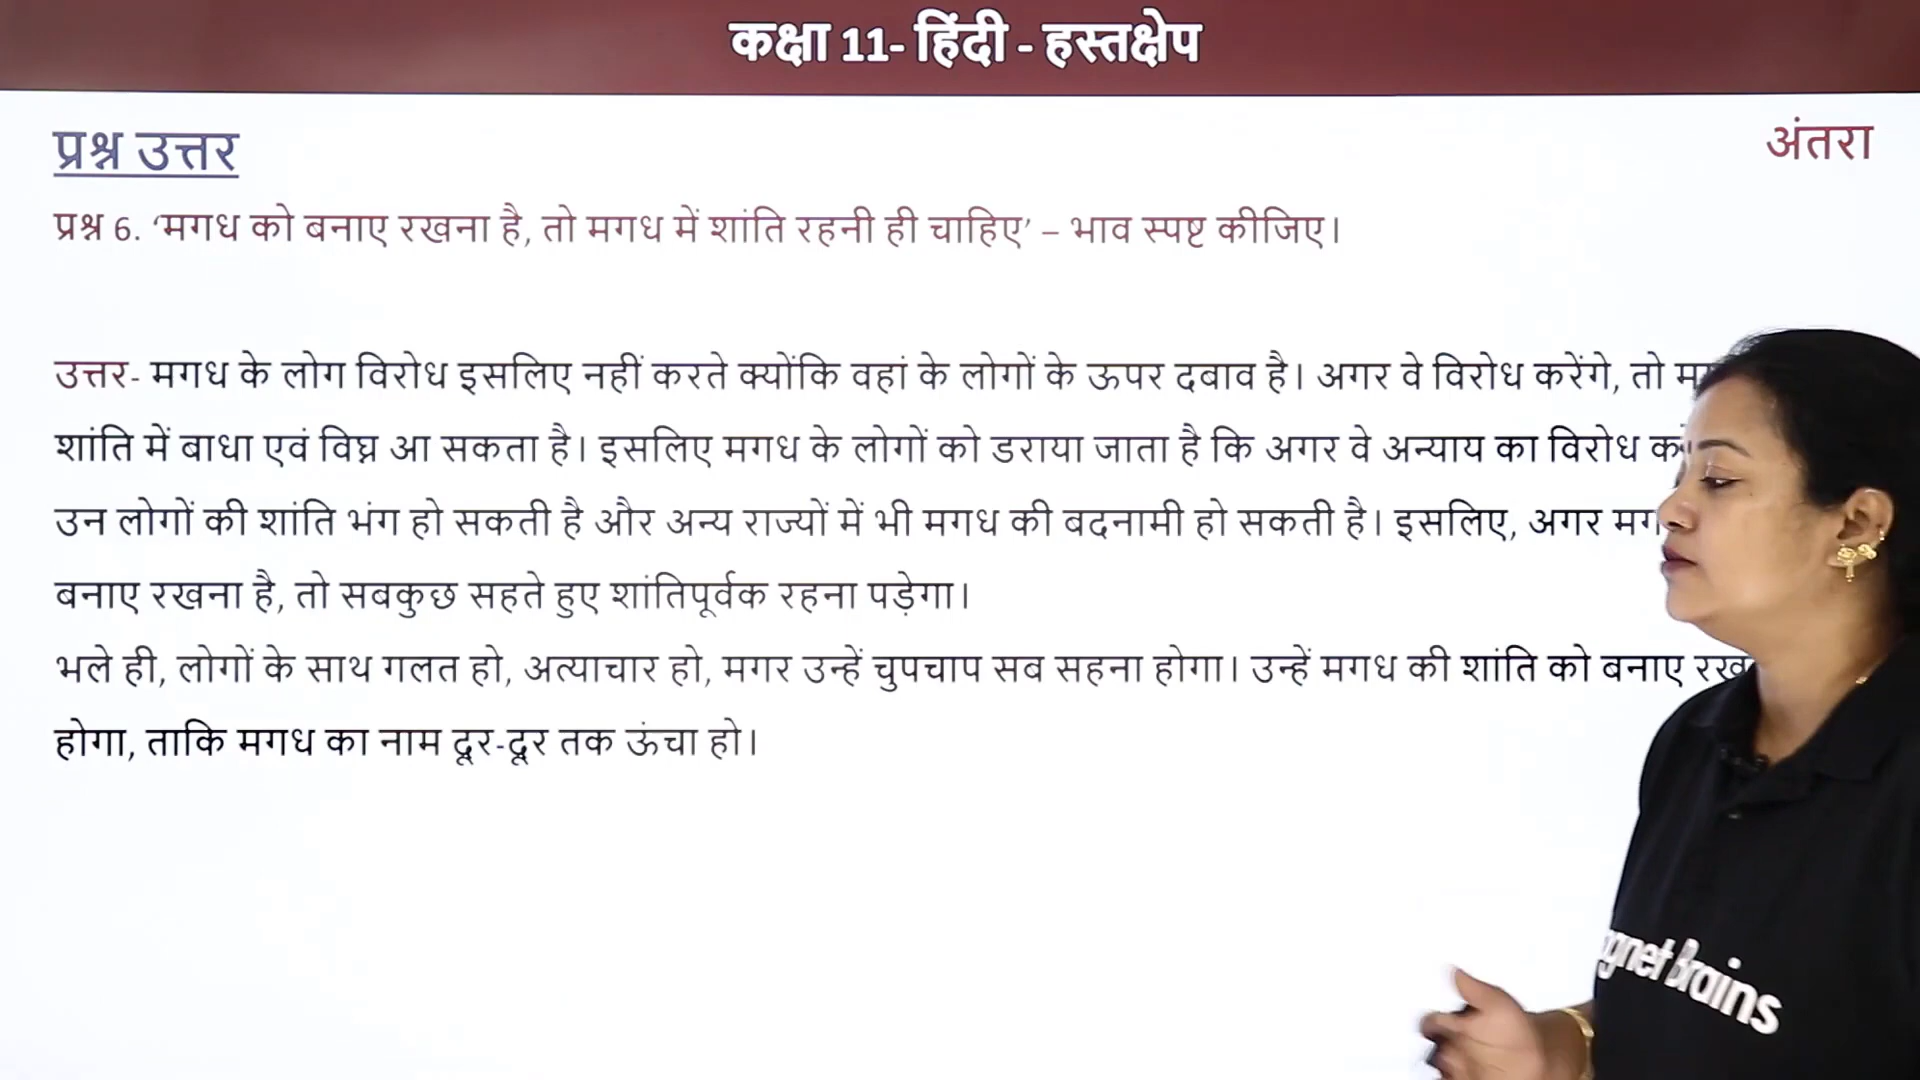 कक्षा 11- हिंदी - हस्तक्षेप
प्रश्न उत्तर
अंतरा
प्रश्न 6. ‘मगध को बनाए रखना है, तो मगध में शांति रहनी ही चाहिए’ – भाव स्पष्ट कीजिए।
उत्तर- मगध के लोग विरोध इसलिए नहीं करते क्योंकि वहां के लोगों के ऊपर दबाव है। अगर वे विरोध करेंगे, तो
शांति में बाधा एवं विघ्न आ सकता है। इसलिए मगध के लोगों को डराया जाता है कि अगर वे अन्याय का विरोध
उन लोगों की शांति भंग हो सकती है और अन्य राज्यों में भी मगध की बदनामी हो सकती है। इसलिए, अगर
बनाए रखना है, तो सबकुछ सहते हुए शांतिपूर्वक रहना पड़ेगा।
भले ही, लोगों के साथ गलत हो, अत्याचार हो, मगर उन्हें चुपचाप सब सहना होगा। उन्हें मगध की शांति को बनाए
होगा, ताकि मगध का नाम दूर-दूर तक ऊंचा हो।
gnet Brains